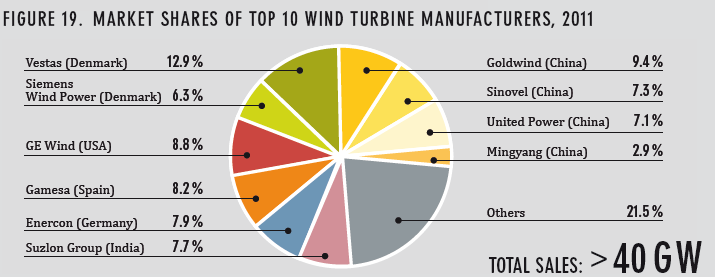 FIGURE 19. MARKET SHARES OF TOP 10 WIND TURBINE MANUFACTURERS, 2011
Vestas (Denmark) 12.9 %
Siemens
Wind Power (Denmark) 6.3 %
GE Wind (USA) 8.8 %
Gamesa (Spain) 8.2 %
Enercon (Germany) 7.9 %
Suzlon Group (India) 7.7 %
Goldwind (China) 9.4 %
Sinovel (China) 7.3 %
United Power (China) 7.1 %
Mingyang (China) 2.9 %
Others 21.5 %
TOTAL SALES: >40 GW